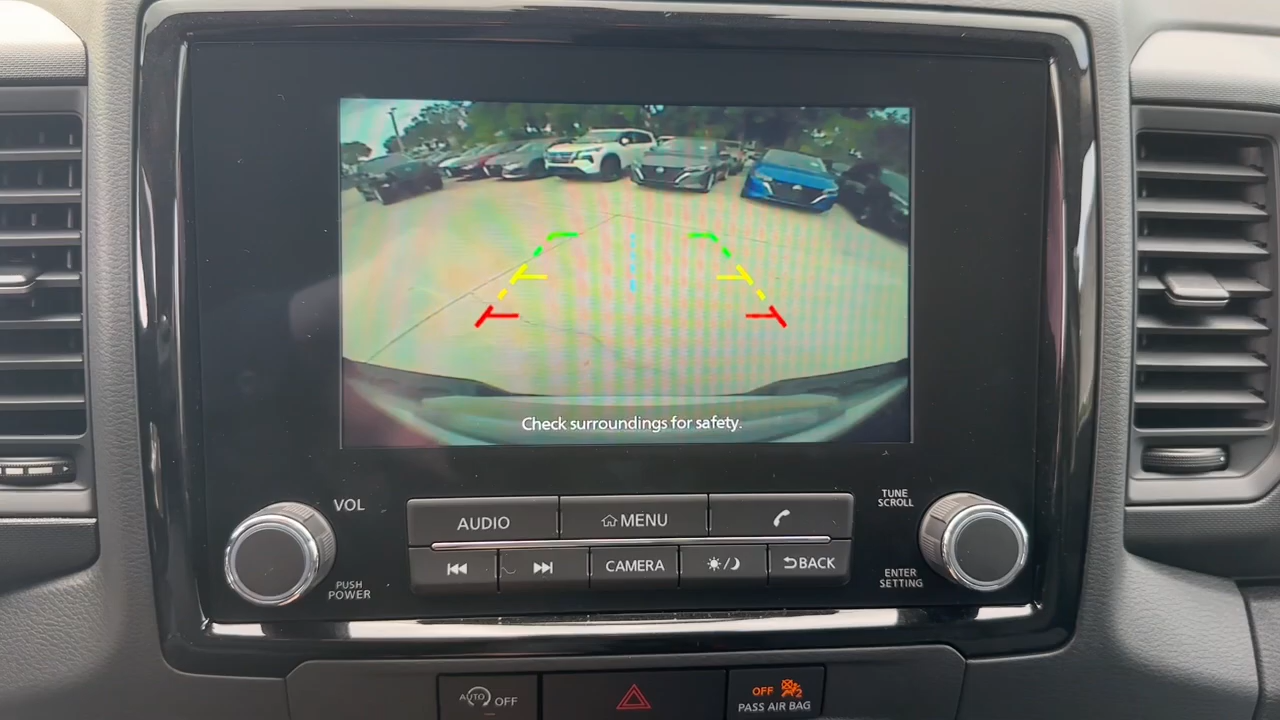 Check surroundings for safety.
VOL
TUNE
SCROLL
AUDIO
MENU
CAMERA
BACK
PUSH
POWER
ENTER
SETTING
AUTO
OFF
OFF
2
PASS AIR BAG